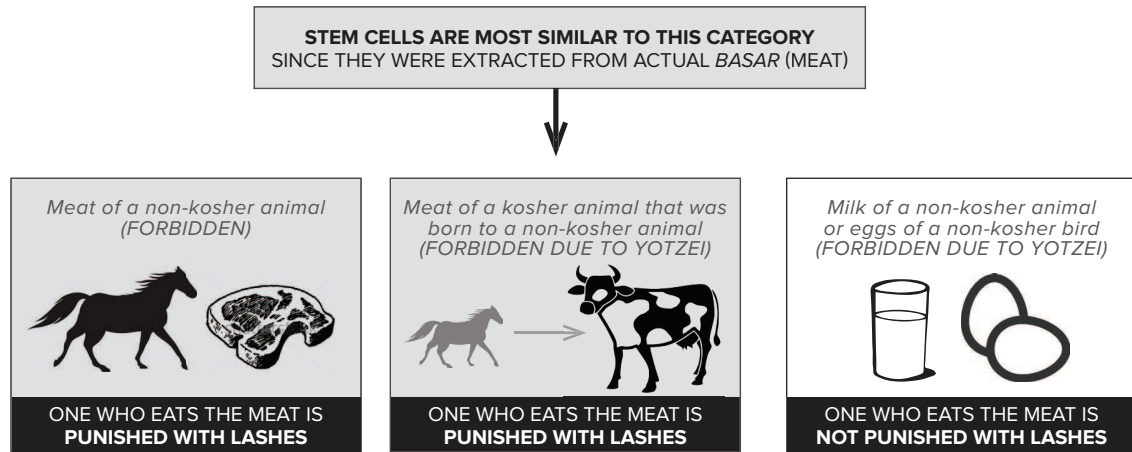 STEM CELLS ARE MOST SIMILAR TO THIS CATEGORY
SINCE THEY WERE EXTRACTED FROM ACTUAL BASAR (MEAT)
Meat of a non-kosher animal
(FORBIDDEN)
ONE WHO EATS THE MEAT IS
PUNISHED WITH LASHES
Meat of a kosher animal that was
born to a non-kosher animal
(FORBIDDEN DUE TO YOTZEI)
ONE WHO EATS THE MEAT IS
PUNISHED WITH LASHES
Milk of a non-kosher animal
or eggs of a non-kosher bird
(FORBIDDEN DUE TO YOTZEI)
ONE WHO EATS THE MEAT IS
NOT PUNISHED WITH LASHES